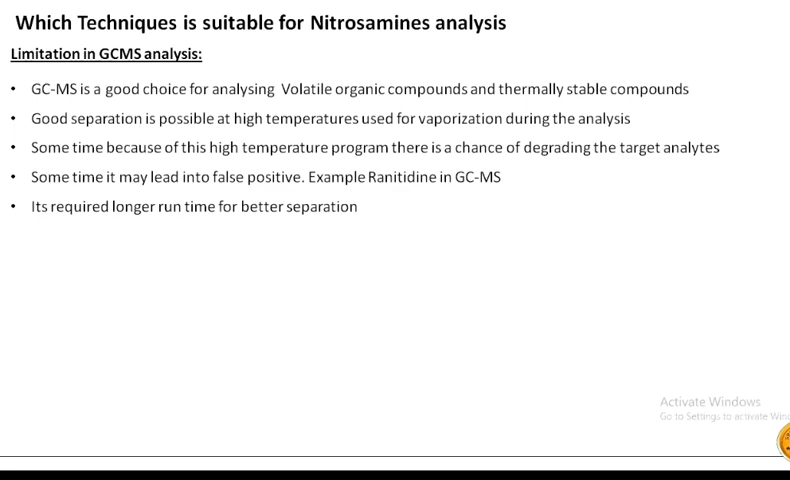 Which Techniques is suitable for Nitrosamines analysis
Limitation in GCMS analysis:
• GC-MS is a good choice for analysing Volatile organic compounds and thermally stable compounds
• Good separation is possible at high temperatures used for vaporization during the analysis
• Some time because of this high temperature program there is a chance of degrading the target analytes
• Some time it may lead into false positive. Example Ranitidine in GC-MS
• Its required longer run time for better separation
Activate Windows
Go to Settings to activate